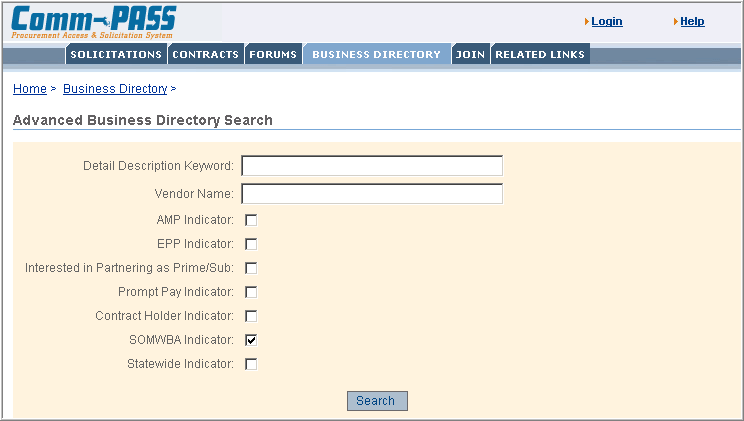 Comm-PASS
Procurement Access & Solicitation System
Login
Help
SOLICITATIONS CONTRACTS FORUMS BUSINESS DIRECTORY JOIN RELATED LINKS
Home > Business Directory >
Advanced Business Directory Search
Detail Description Keyword:
Vendor Name:
AMP Indicator:
EPP Indicator:
Interested in Partnering as Prime/Sub:
Prompt Pay Indicator:
Contract Holder Indicator:
SOMWBA Indicator:
Statewide Indicator:
Search